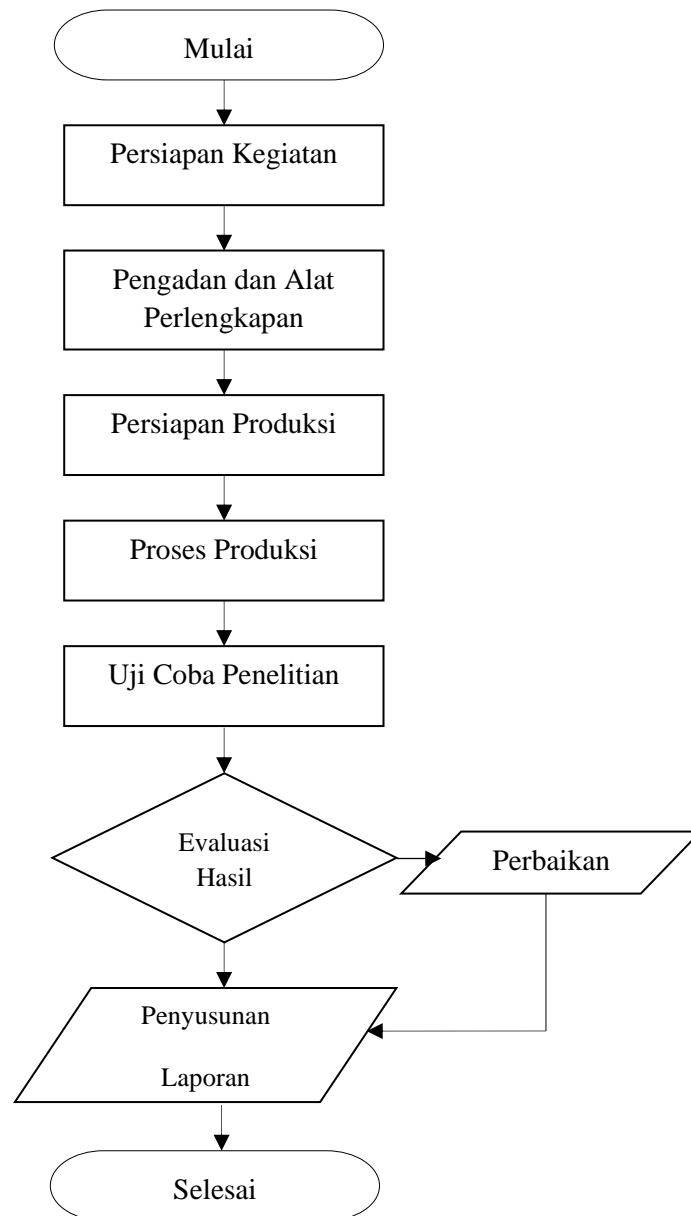 Mulai
Persiapan Kegiatan
Pengadan dan Alat
Perlengkapan
Persiapan Produksi
Proses Produksi
Uji Coba Penelitian
Evaluasi
Hasil
Perbaikan
Penyusunan
Laporan
Selesai